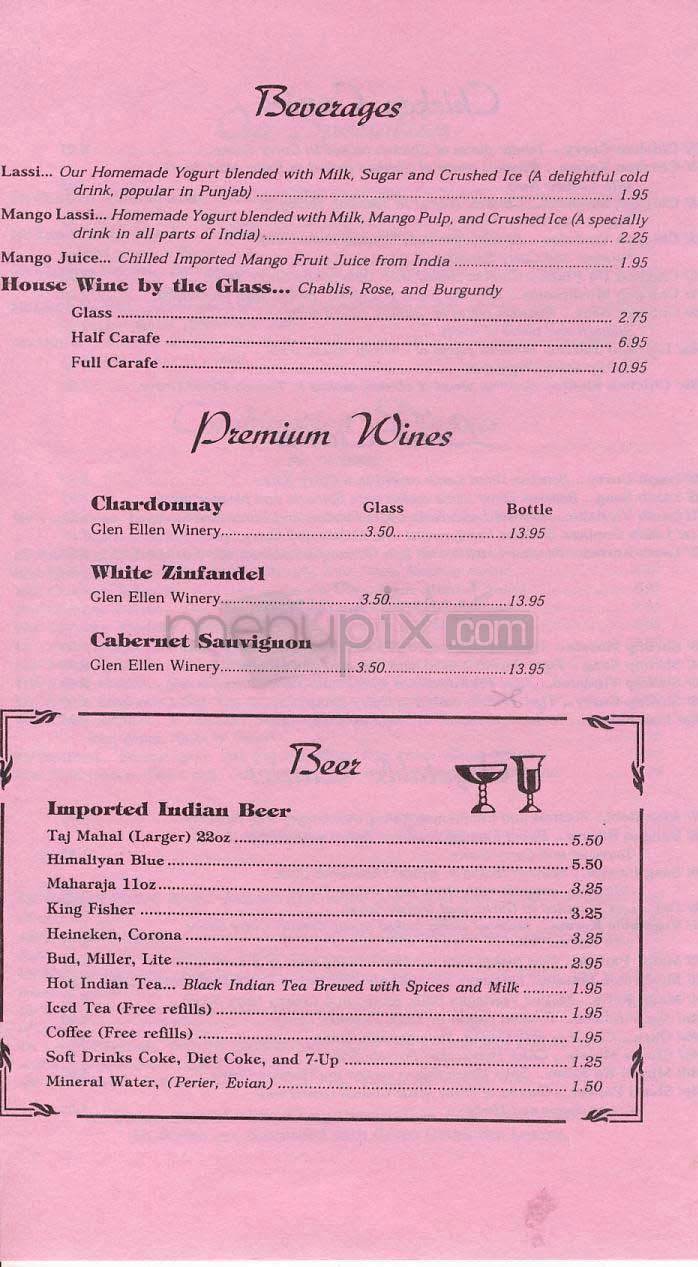 Beverages
Lassi... Our Homemade Yogurt blended with Milk, Sugar and Crushed Ice (A delightful cold
drink, popular in Punjab) ... 1.95
Mango Lassi... Homemade Yogurt blended with Milk, Mango Pulp, and Crushed Ice (A specially
drink in all parts of India) ... 2.25
Mango Juice... Chilled Imported Mango Fruit Juice from India ... 1.95
House Wine by the Glass... Chablis, Rose, and Burgundy
Glass ... 2.75
Half Carafe ... 6.95
Full Carafe ... 10.95
Premium Wines
Chardonnay Glass Bottle
Glen Ellen Winery...3.50...13.95
White Zinfandel
Glen Ellen Winery...3.50...13.95
menupix.com
Cabernet Sauvignon
Glen Ellen Winery...3.50...13.95
Beer
Imported Indian Beer
Taj Mahal (Larger) 22oz ... 5.50
Himaliyan Blue ... 5.50
Maharaja 11oz... 3.25
King Fisher ... 3.25
Heineken, Corona ... 3.25
Bud, Miller, Lite ... 2.95
Hot Indian Tea... Black Indian Tea Brewed with Spices and Milk ... 1.95
Iced Tea (Free refills) ... 1.95
Coffee (Free refills) ... 1.95
Soft Drinks Coke, Diet Coke, and 7-Up ... 1.25
Mineral Water, (Perier, Evian) ... 1.50